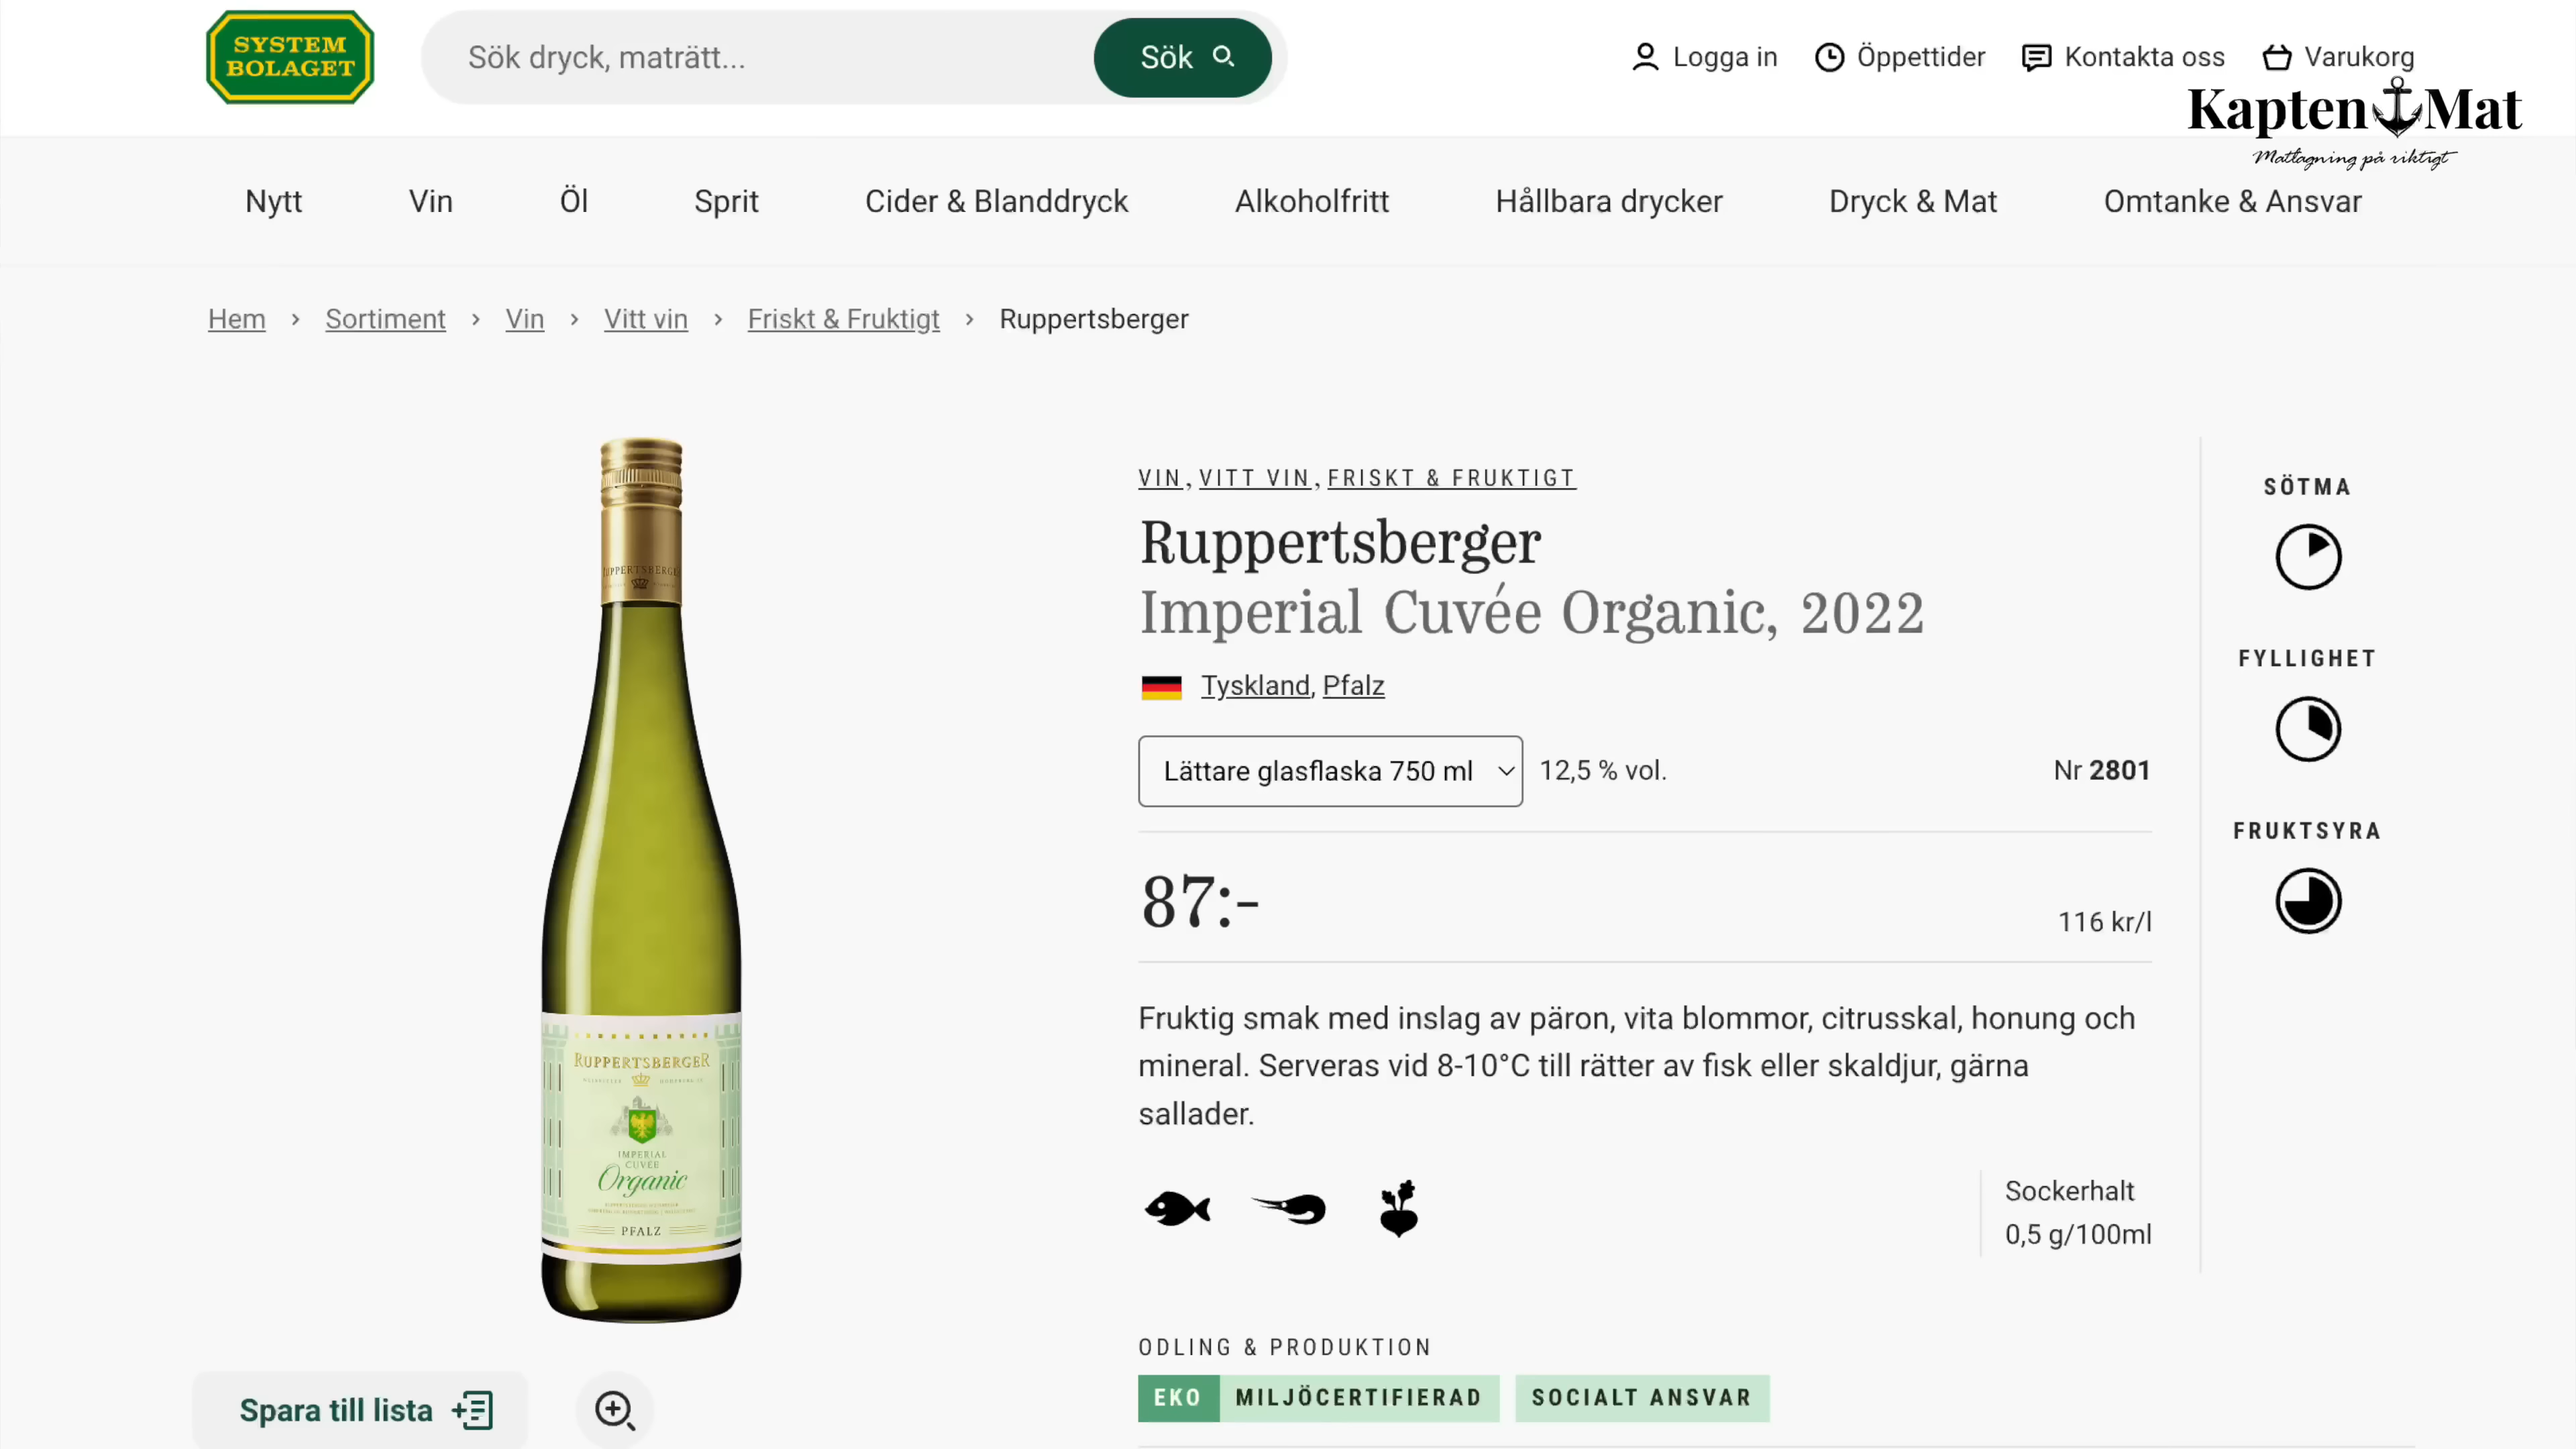 SYSTEM
BOLAGET
Sök dryck, maträtt...
Sök
Logga in
Öppettider
Kontakta oss
Varukorg
Kapten Mat
Matlagning på riktigt
Nytt
Vin
Öl
Sprit
Cider & Blanddryck
Alkoholfritt
Hållbara drycker
Dryck & Mat
Omtanke & Ansvar
Hem › Sortiment › Vin › Vitt vin › Friskt & Fruktigt › Ruppertsberger
RUPPERTSBERGER
IMPERIAL
CUVÉE
Organic
PFALZ
Spara till lista
VIN, VITT VIN, FRISKT & FRUKTIGT
Ruppertsberger
Imperial Cuvée Organic, 2022
Tyskland, Pfalz
Lättare glasflaska 750 ml
12,5 % vol.
Nr 2801
87:-
116 kr/l
Fruktig smak med inslag av päron, vita blommor, citrusskal, honung och
mineral. Serveras vid 8-10°C till rätter av fisk eller skaldjur, gärna
sallader.
Sockerhalt
0,5 g/100ml
ODLING & PRODUKTION
EKO MILJÖCERTIFIERAD
SOCIALT ANSVAR
SÖTMA
FYLLIGHET
FRUKTSYRA